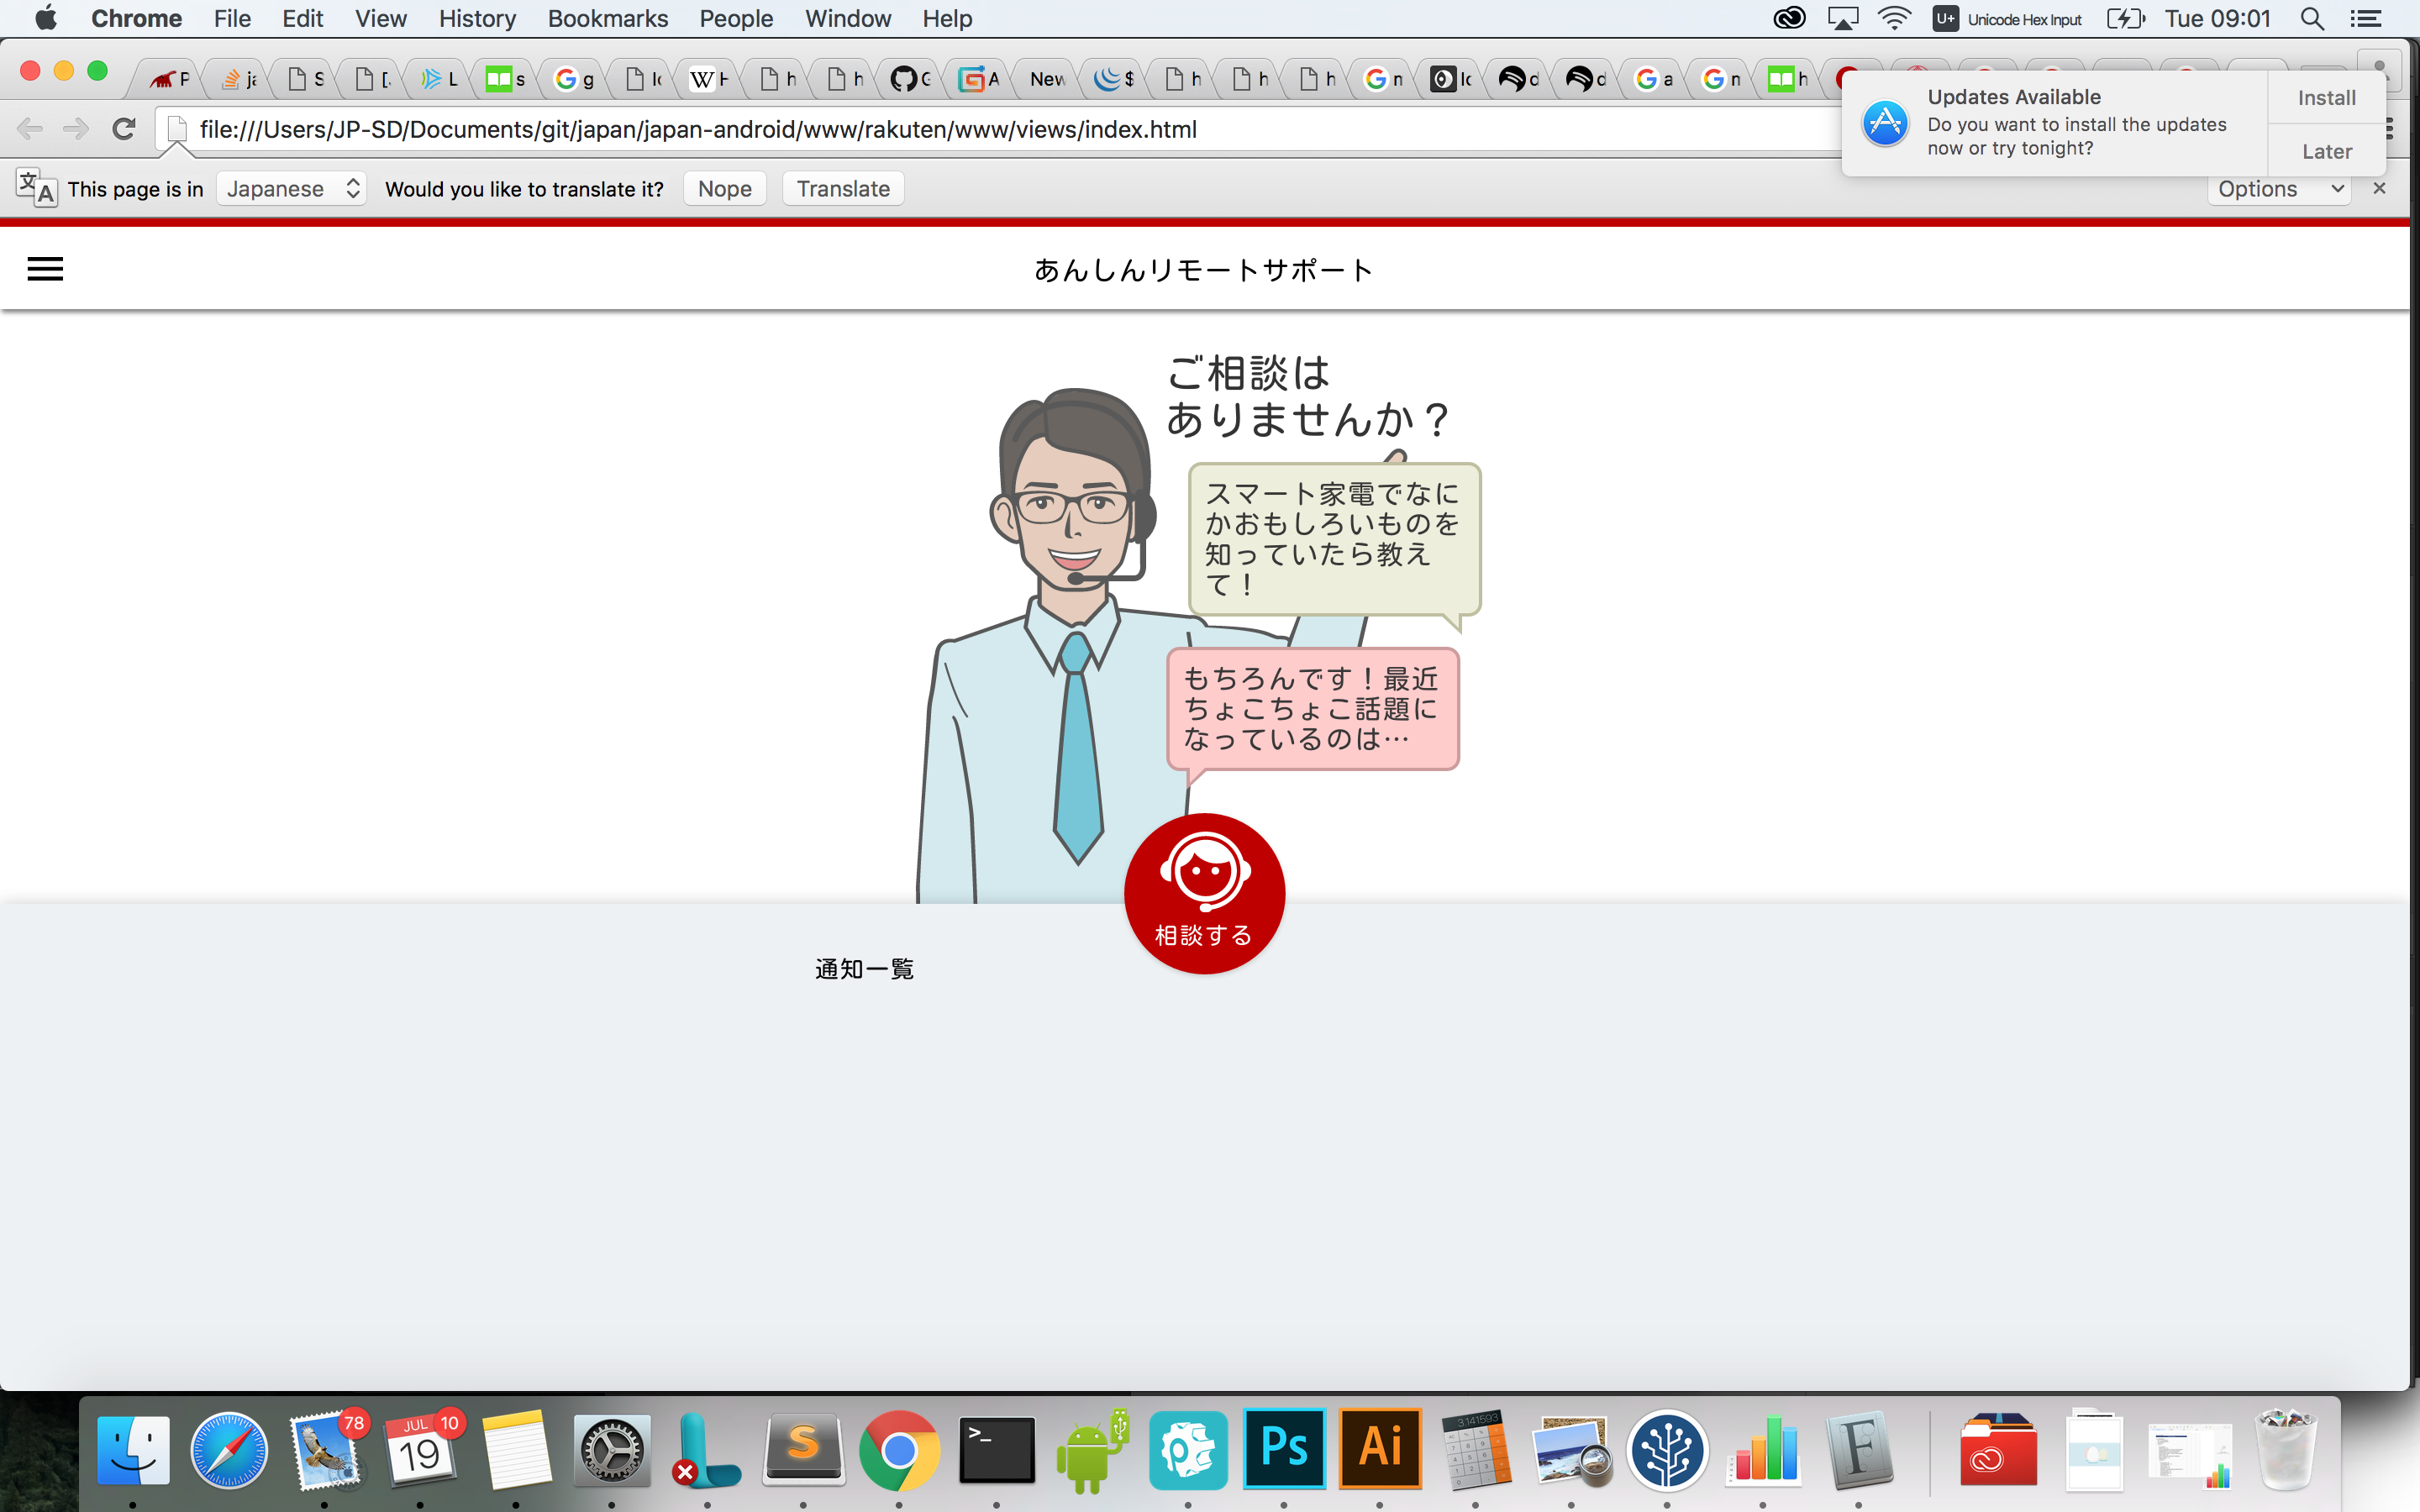 Chrome File Edit View History Bookmarks People Window Help U+ Unicode Hex Input Tue 09:01
P ja S [. L s g lo W H h h G A New $ h h h m lo d d a m h
file:///Users/JP-SD/Documents/git/japan/japan-android/www/rakuten/www/views/index.html
Updates Available
Do you want to install the updates
now or try tonight?
Install
Later
文A This page is in Japanese Would you like to translate it? Nope Translate Options ×
あんしんリモートサポート
ご相談は
ありませんか？
スマート家電でなに
かおもしろいものを
知っていたら教え
て！
もちろんです！最近
ちょこちょこ話題に
なっているのは…
相談する
通知一覧
78
JUL 10
19
S
>_
Ps
Ai
3.141593
F